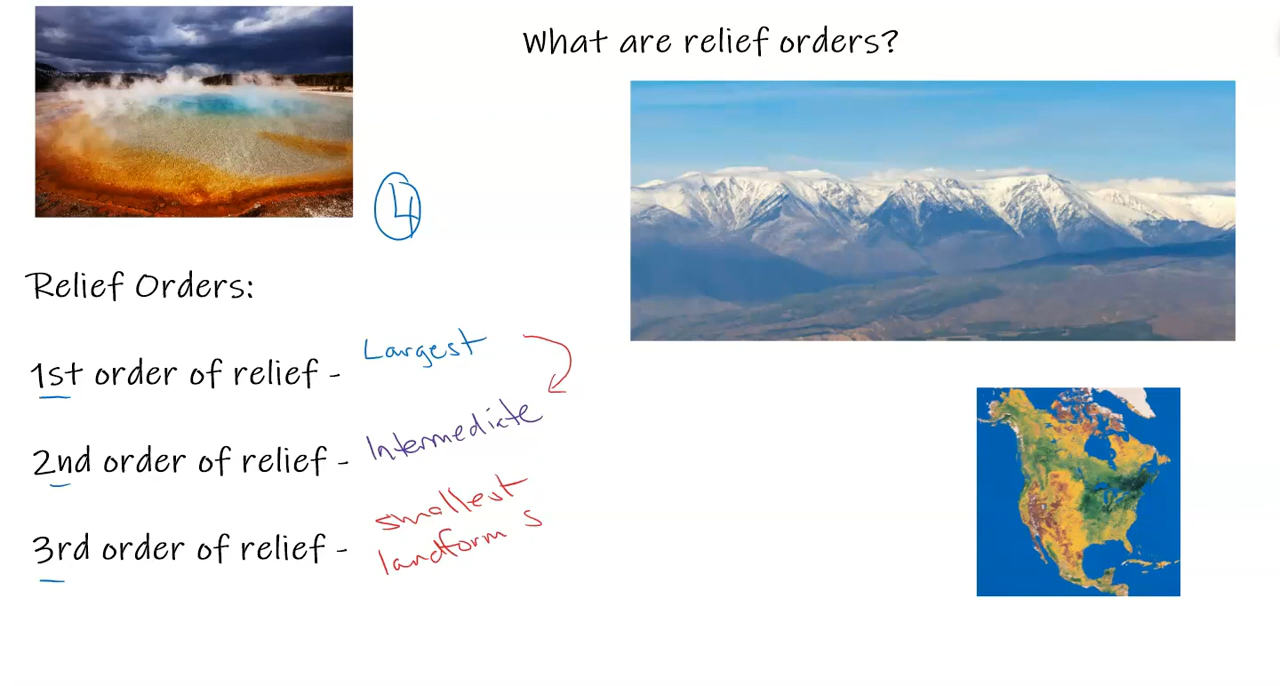 What are relief orders?
4
Relief Orders:
1st order of relief - Largest
2nd order of relief - Intermediate
3rd order of relief - smallest
landforms